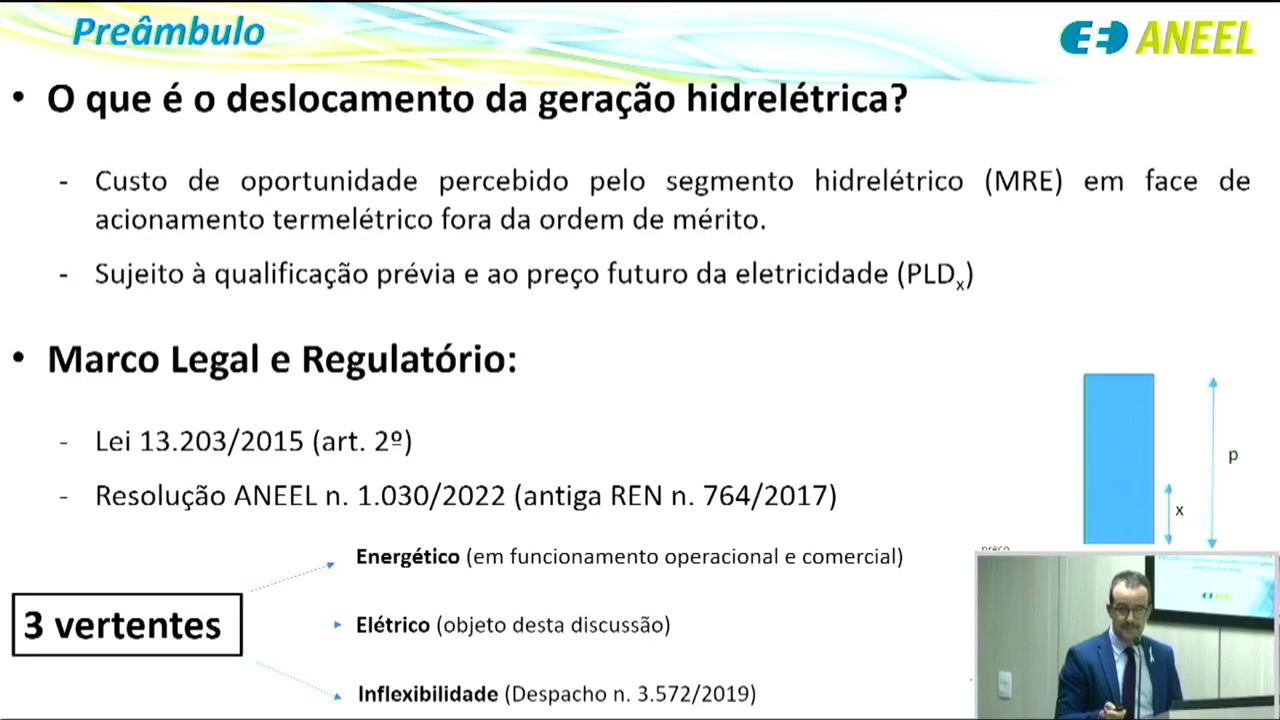 Preâmbulo
ANEEL
• O que é o deslocamento da geração hidrelétrica?
- Custo de oportunidade percebido pelo segmento hidrelétrico (MRE) em face de
acionamento termelétrico fora da ordem de mérito.
- Sujeito à qualificação prévia e ao preço futuro da eletricidade (PLDx)
• Marco Legal e Regulatório:
- Lei 13.203/2015 (art. 2º)
- Resolução ANEEL n. 1.030/2022 (antiga REN n. 764/2017)
p
x
3 vertentes
Energético (em funcionamento operacional e comercial)
Elétrico (objeto desta discussão)
Inflexibilidade (Despacho n. 3.572/2019)
ANEEL